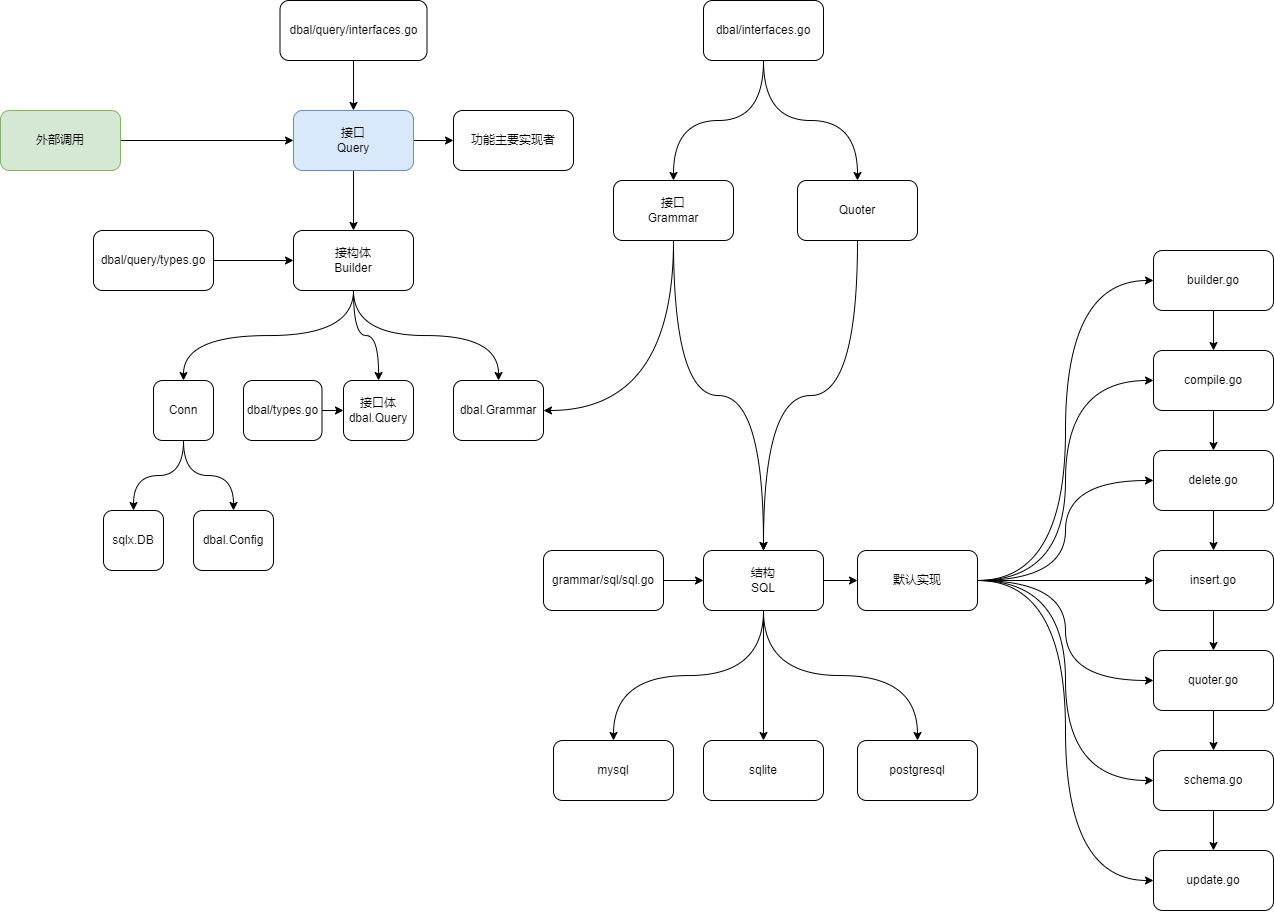 dbal/query/interfaces.go
dbal/interfaces.go
外部调用
接口
Query
功能主要实现者
接口
Grammar
Quoter
dbal/query/types.go
接构体
Builder
builder.go
compile.go
Conn
dbal/types.go
接口体
dbal.Query
dbal.Grammar
delete.go
sqlx.DB
dbal.Config
grammar/sql/sql.go
结构
SQL
默认实现
insert.go
quoter.go
mysql
sqlite
postgresql
schema.go
update.go